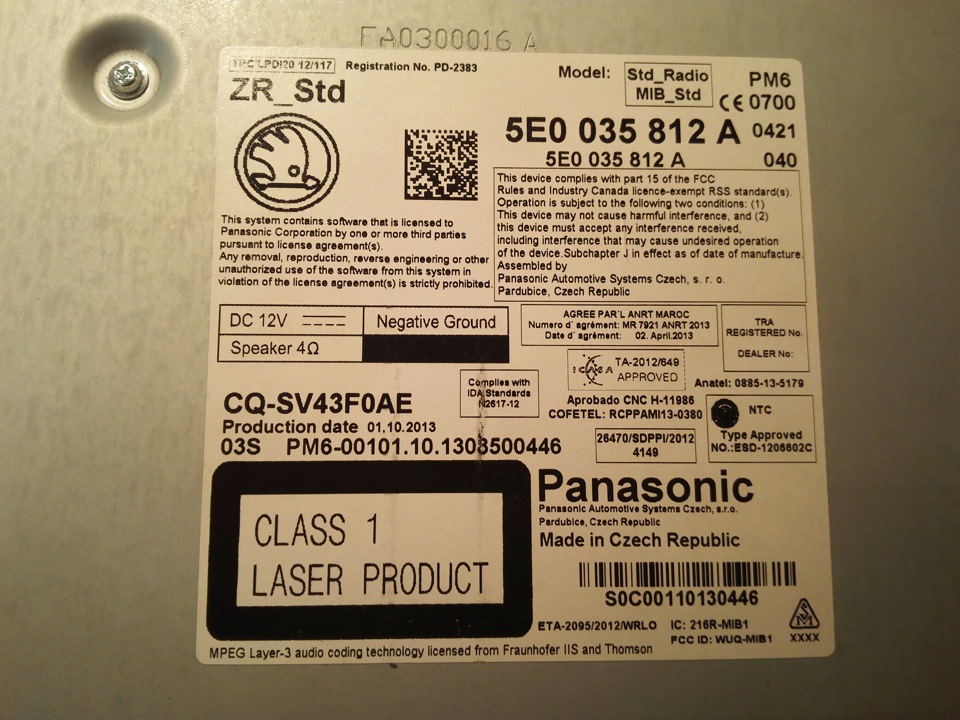 FA0300016 A
TRC/LPD/20 12/117
Registration No. PD-2383
ZR_Std
Model:
Std_Radio
MIB_Std
PM6
CE 0700
5E0 035 812 A 0421
5E0 035 812 A 040
This system contains software that is licensed to
Panasonic Corporation by one or more third parties
pursuant to license agreement(s).
Any removal, reproduction, reverse engineering or other
unauthorized use of the software from this system in
violation of the license agreement(s) is strictly prohibited.
This device complies with part 15 of the FCC
Rules and Industry Canada licence-exempt RSS standard(s).
Operation is subject to the following two conditions: (1)
This device may not cause harmful interference, and (2)
this device must accept any interference received,
including interference that may cause undesired operation
of the device.Subchapter J in effect as of date of manufacture.
Assembled by
Panasonic Automotive Systems Czech, s. r. o.
Pardubice, Czech Republic
DC 12V
Negative Ground
Speaker 4Ω
AGREE PAR'L ANRT MAROC
Numero d' agrément: MR 7921 ANRT 2013
Date d' agrément: 02. April.2013
TRA
REGISTERED No.
DEALER No:
ICASA
TA-2012/649
APPROVED
Anatel: 0885-13-5179
Complies with
IDA Standards
N2617-12
Aprobado CNC H-11986
COFETEL: RCPPAMI13-0380
NTC
Type Approved
NO.:ESD-1206602C
26470/SDPPI/2012
4149
CQ-SV43F0AE
Production date 01.10.2013
03S PM6-00101.10.1308500446
CLASS 1
LASER PRODUCT
Panasonic
Panasonic Automotive Systems Czech, s.r.o.
Pardubice, Czech Republic
Made in Czech Republic
S0C00110130446
ETA-2095/2012/WRLO
IC: 216R-MIB1
FCC ID: WUQ-MIB1
XXXX
MPEG Layer-3 audio coding technology licensed from Fraunhofer IIS and Thomson